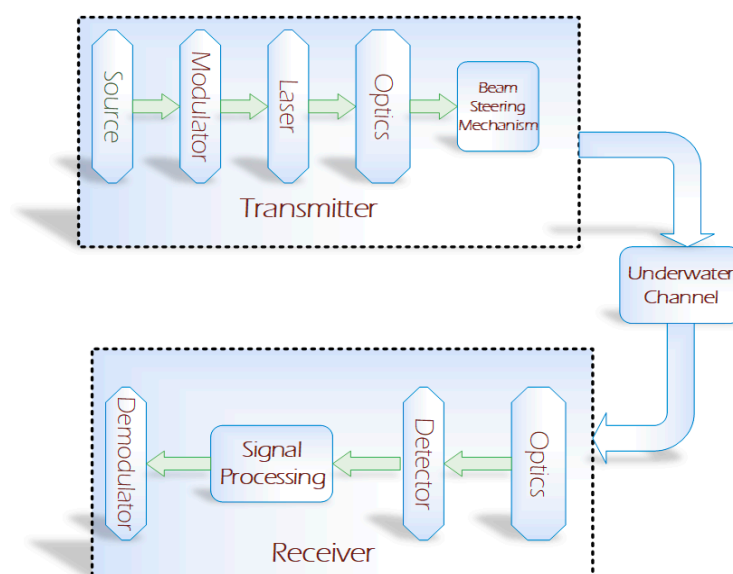 Source
Modulator
Laser
Optics
Beam
Steering
Mechanism
Transmitter
Underwater
Channel
Demodulator
Signal
Processing
Detector
Optics
Receiver